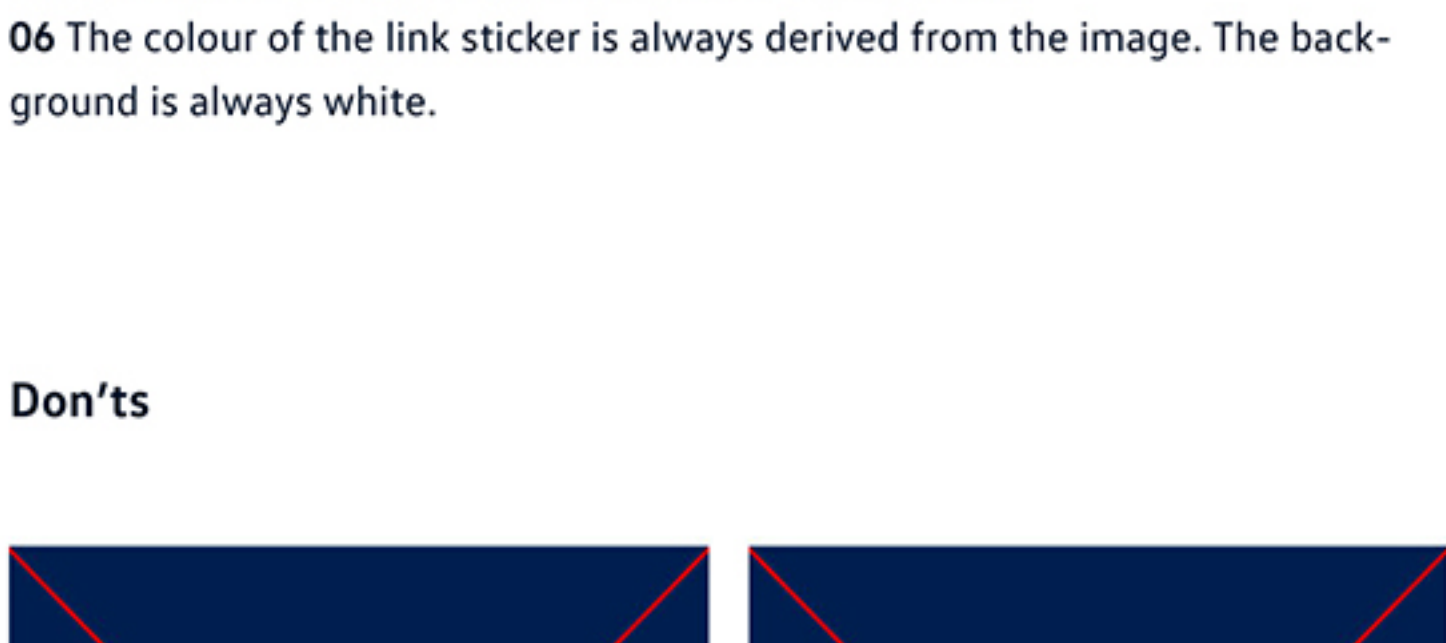 06 The colour of the link sticker is always derived from the image. The back-
ground is always white.
Don’ts